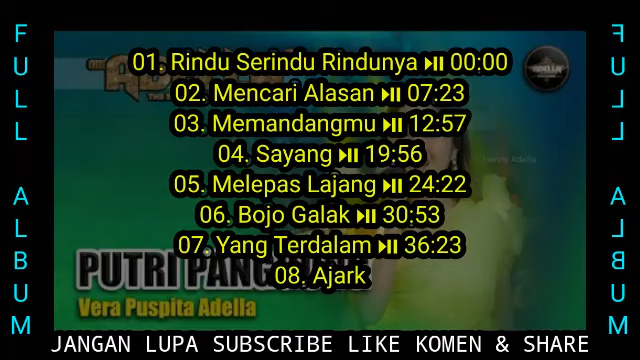 FULL ALBUM
01. Rindu Serindu Rindunya ⏯ 00:00
02. Mencari Alasan ⏯ 07:23
03. Memandangmu ⏯ 12:57
04. Sayang ⏯ 19:56
05. Melepas Lajang ⏯ 24:22
06. Bojo Galak ⏯ 30:53
07. Yang Terdalam ⏯ 36:23
08. Ajark
ADELLA
PUTRI PANG
Vera Puspita Adella
FULL ALBUM
JANGAN LUPA SUBSCRIBE LIKE KOMEN & SHARE